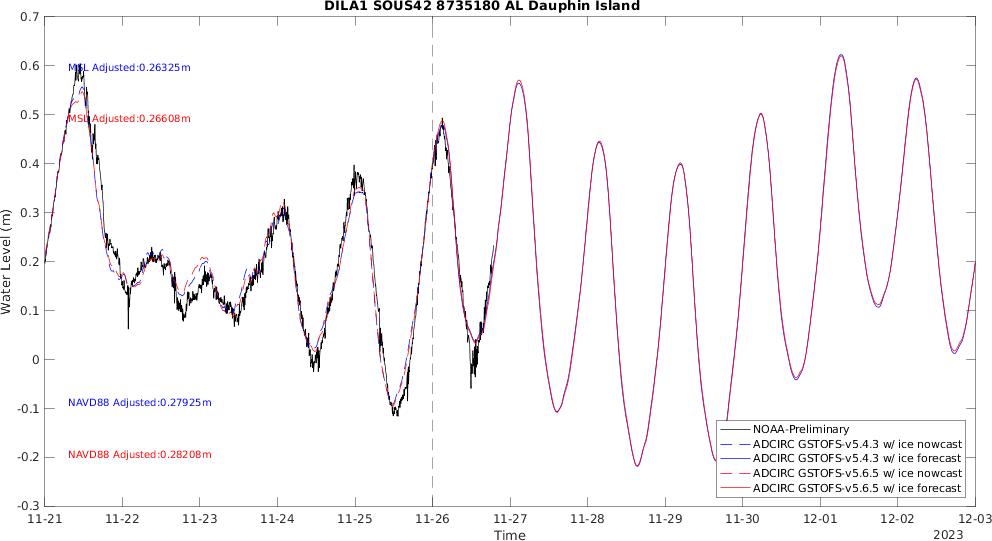 DILA1 SOUS42 8735180 AL Dauphin Island
0.7
0.6
0.5
0.4
0.3
0.2
0.1
0
-0.1
-0.2
-0.3
Water Level (m)
MSL Adjusted:0.26325m
MSL Adjusted:0.26608m
NAVD88 Adjusted:0.27925m
NAVD88 Adjusted:0.28208m
NOAA-Preliminary
ADCIRC GSTOFS-v5.4.3 w/ ice nowcast
ADCIRC GSTOFS-v5.4.3 w/ ice forecast
ADCIRC GSTOFS-v5.6.5 w/ ice nowcast
ADCIRC GSTOFS-v5.6.5 w/ ice forecast
11-21 11-22 11-23 11-24 11-25 11-26 11-27 11-28 11-29 11-30 12-01 12-02 12-03
Time
2023